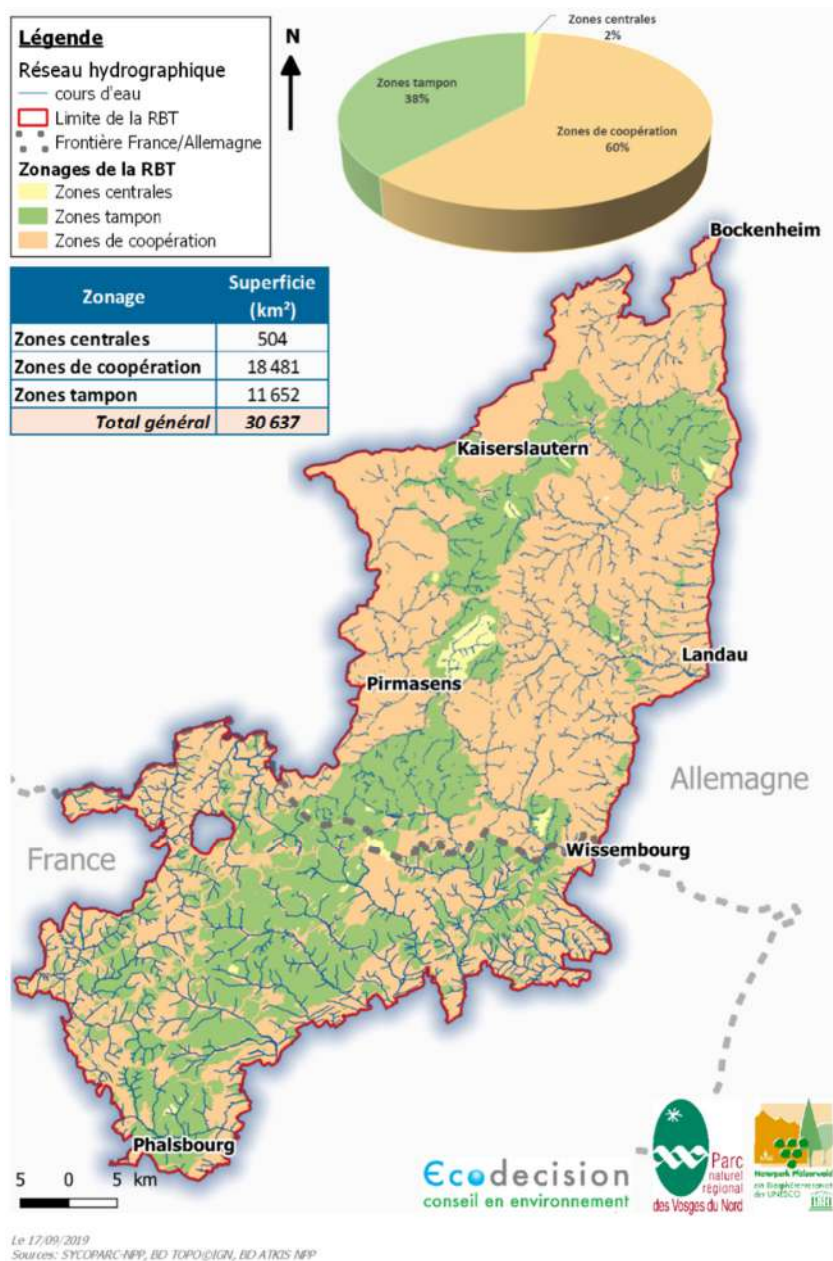 Légende
Réseau hydrographique
cours d'eau
Limite de la RBT
Frontière France/Allemagne
Zonages de la RBT
Zones centrales
Zones tampon
Zones de coopération
N
Zones centrales
2%
Zones tampon
38%
Zones de coopération
60%
Zonage
Superficie
(km²)
Zones centrales 504
Zones de coopération 18 481
Zones tampon 11 652
Total général 30 637
Bockenheim
Kaiserslautern
Landau
Pirmasens
Allemagne
France
Wissembourg
Phalsbourg
5 0 5 km
Ecodecision
conseil en environnement
Parc
naturel
régional
des Vosges du Nord
Naturpark Pfälzerwald
Le 17/09/2019
Sources: SYCOPARC-NPP, BD TOPO@IGN, BD ATKIS NPP